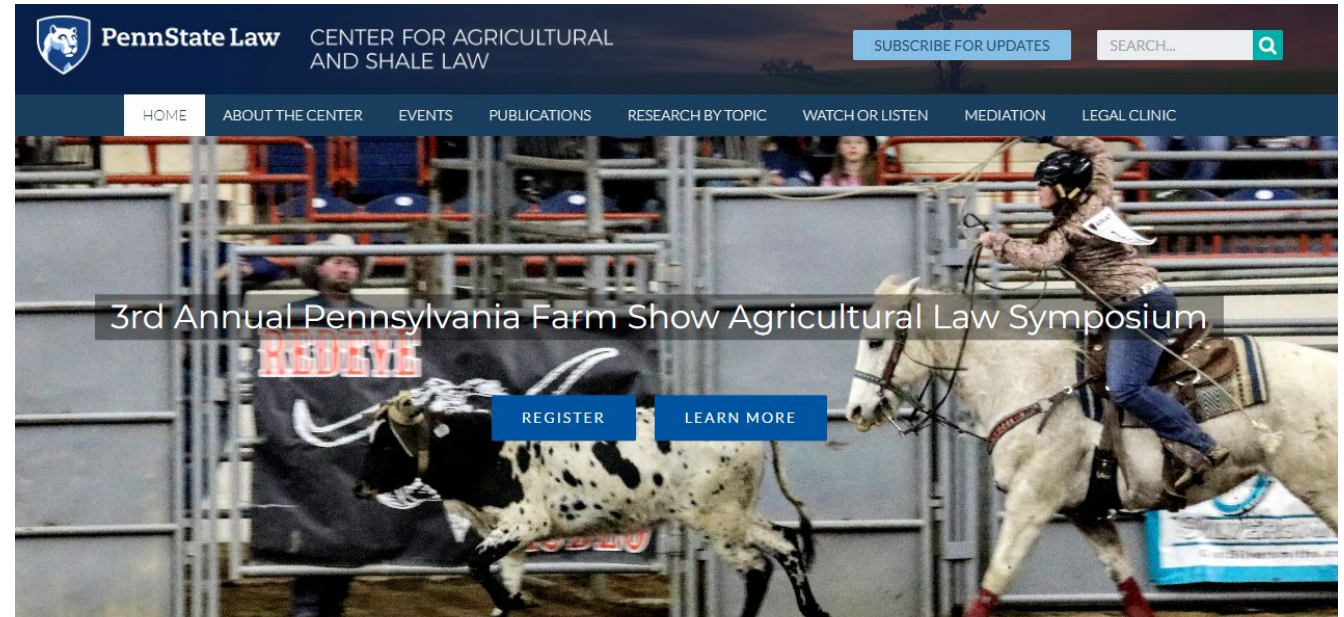 PennState Law
CENTER FOR AGRICULTURAL
AND SHALE LAW
SUBSCRIBE FOR UPDATES
SEARCH...
HOME
ABOUT THE CENTER
EVENTS
PUBLICATIONS
RESEARCH BY TOPIC
WATCH OR LISTEN
MEDIATION
LEGAL CLINIC
3rd Annual Pennsylvania Farm Show Agricultural Law Symposium
REDEYE
REGISTER
LEARN MORE
RODEO